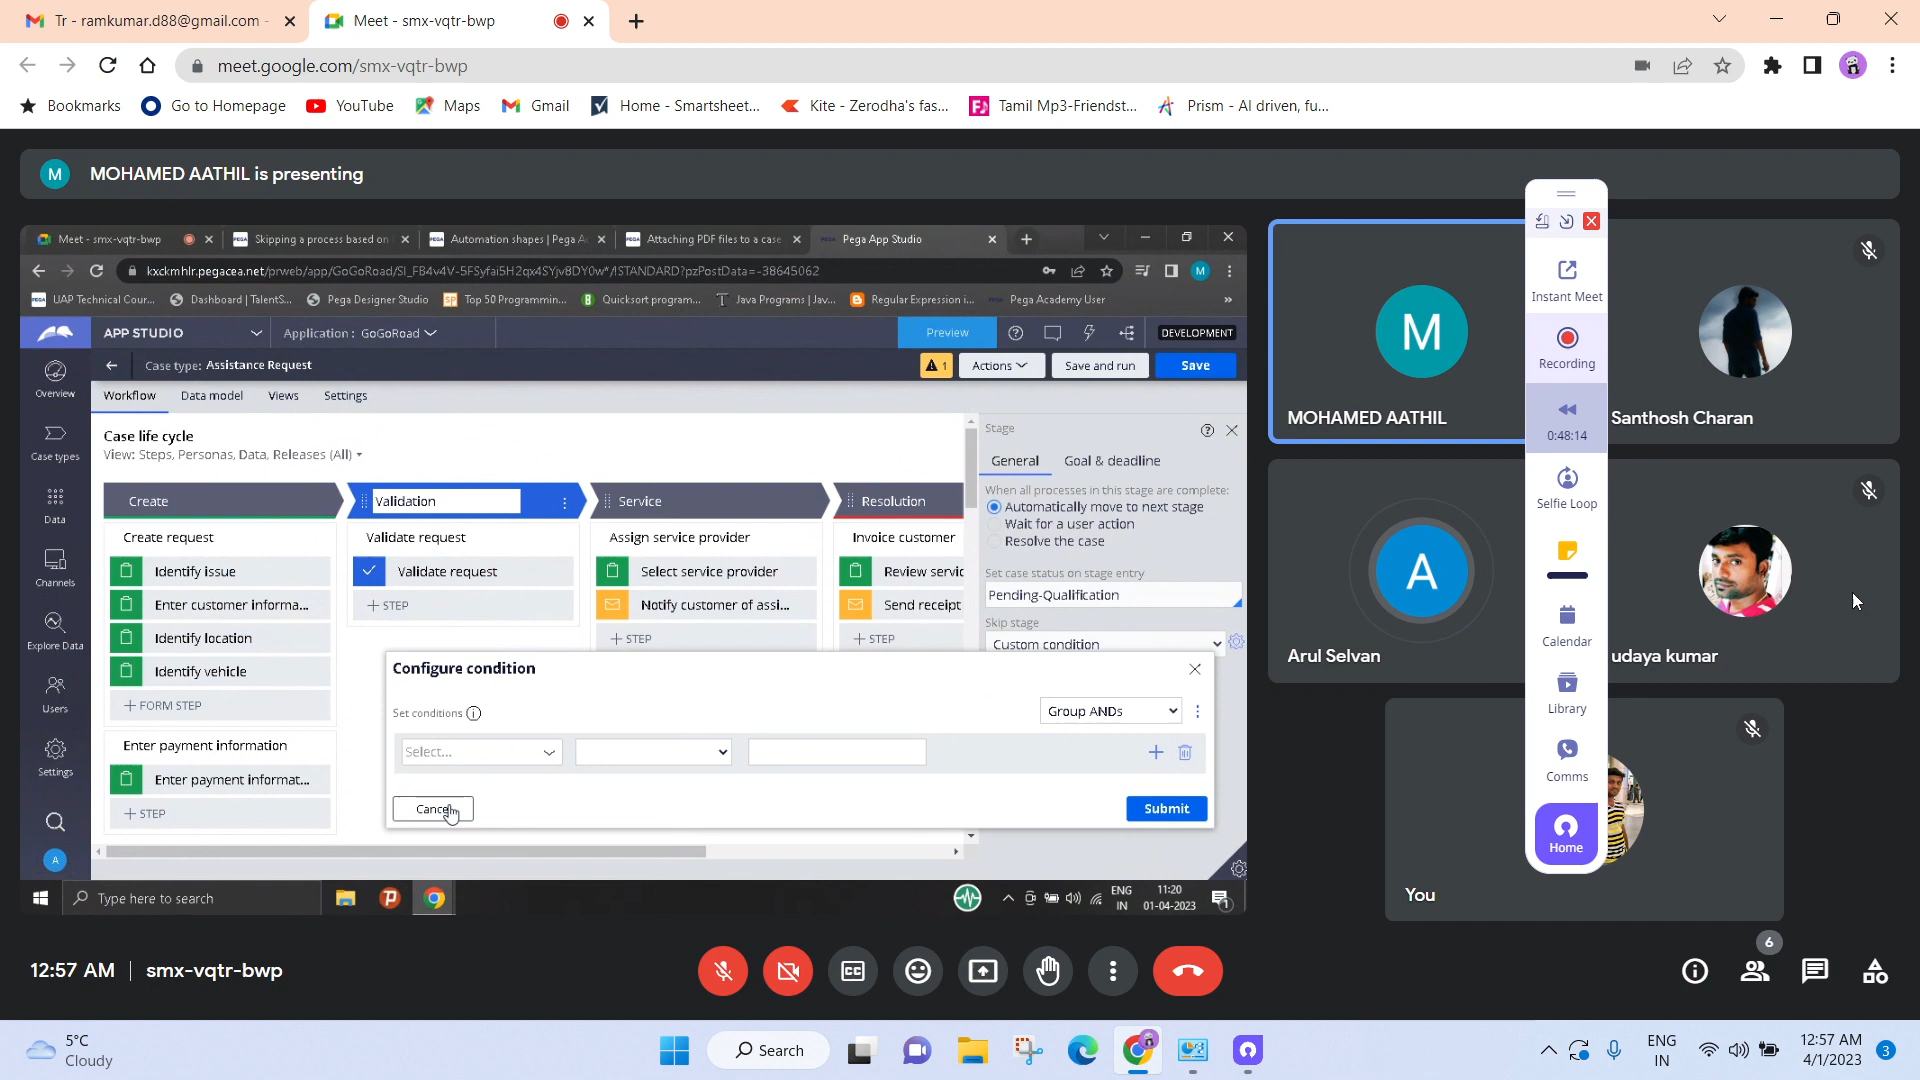 Tr - ramkumar.d88@gmail.com -
Meet - smx-vqtr-bwp
meet.google.com/smx-vqtr-bwp
Bookmarks
Go to Homepage
YouTube
Maps
Gmail
Home - Smartsheet...
Kite - Zerodha's fas...
Tamil Mp3-Friendst...
Prism - AI driven, fu...
M
MOHAMED AATHIL is presenting
Meet - smx-vqtr-bwp
Skipping a process based on
Automation shapes | Pega A
Attaching PDF files to a case
Pega App Studio
kxckmhlr.pegacea.net/prweb/app/GoGoRoad/SI_FB4v4V-5FSyfai5H2qx4SYjv8DY0w*/!STANDARD?pzPostData=-38645062
M
UAP Technical Cour...
Dashboard | TalentS...
Pega Designer Studio
Top 50 Programmin...
Quicksort program...
Java Programs | Jav...
Regular Expression i...
Pega Academy User
»
APP STUDIO
Application : GoGoRoad
Preview
DEVELOPMENT
Case type: Assistance Request
1
Actions
Save and run
Save
Overview
Case types
Data
Channels
Explore Data
Users
Settings
A
Workflow
Data model
Views
Settings
Case life cycle
View: Steps, Personas, Data, Releases (All)
Create
Validation
Service
Resolution
Create request
Validate request
Assign service provider
Invoice customer
Identify issue
Validate request
Select service provider
Review servic
Enter customer informa...
+ STEP
Notify customer of assi...
Send receipt
Identify location
+ STEP
+ STEP
Identify vehicle
+ FORM STEP
Enter payment information
Enter payment informat...
+ STEP
Stage
General
Goal & deadline
When all processes in this stage are complete:
Automatically move to next stage
Wait for a user action
Resolve the case
Set case status on stage entry
Pending-Qualification
Skip stage
Custom condition
Configure condition
Set conditions
Group ANDs
Select...
Cancel
Submit
Type here to search
ENG
IN
11:20
01-04-2023
1
M
MOHAMED AATHIL
Santhosh Charan
A
Arul Selvan
udaya kumar
You
Instant Meet
Recording
0:48:14
Selfie Loop
Calendar
Library
Comms
Home
12:57 AM | smx-vqtr-bwp
6
5°C
Cloudy
Search
ENG
IN
12:57 AM
4/1/2023
3